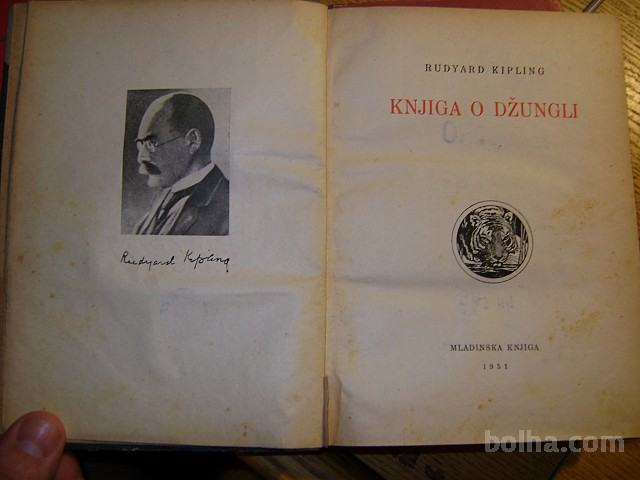 Rudyard Kipling
RUDYARD KIPLING
KNJIGA O DŽUNGLI
MLADINSKA KNJIGA
1951
bolha.com